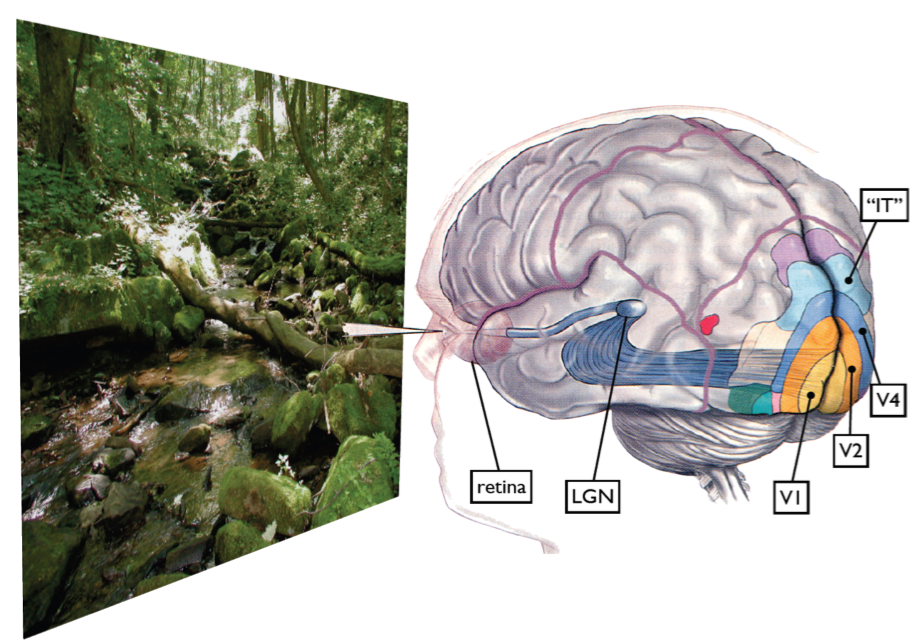 "IT"
V4
V2
retina
LGN
V1